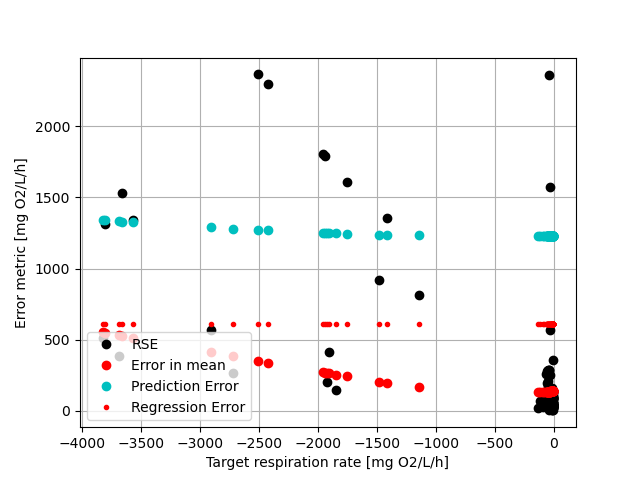 Error metric [mg O2/L/h]
2000
1500
1000
500
0
RSE
Error in mean
Prediction Error
Regression Error
−4000 −3500 −3000 −2500 −2000 −1500 −1000 −500 0
Target respiration rate [mg O2/L/h]